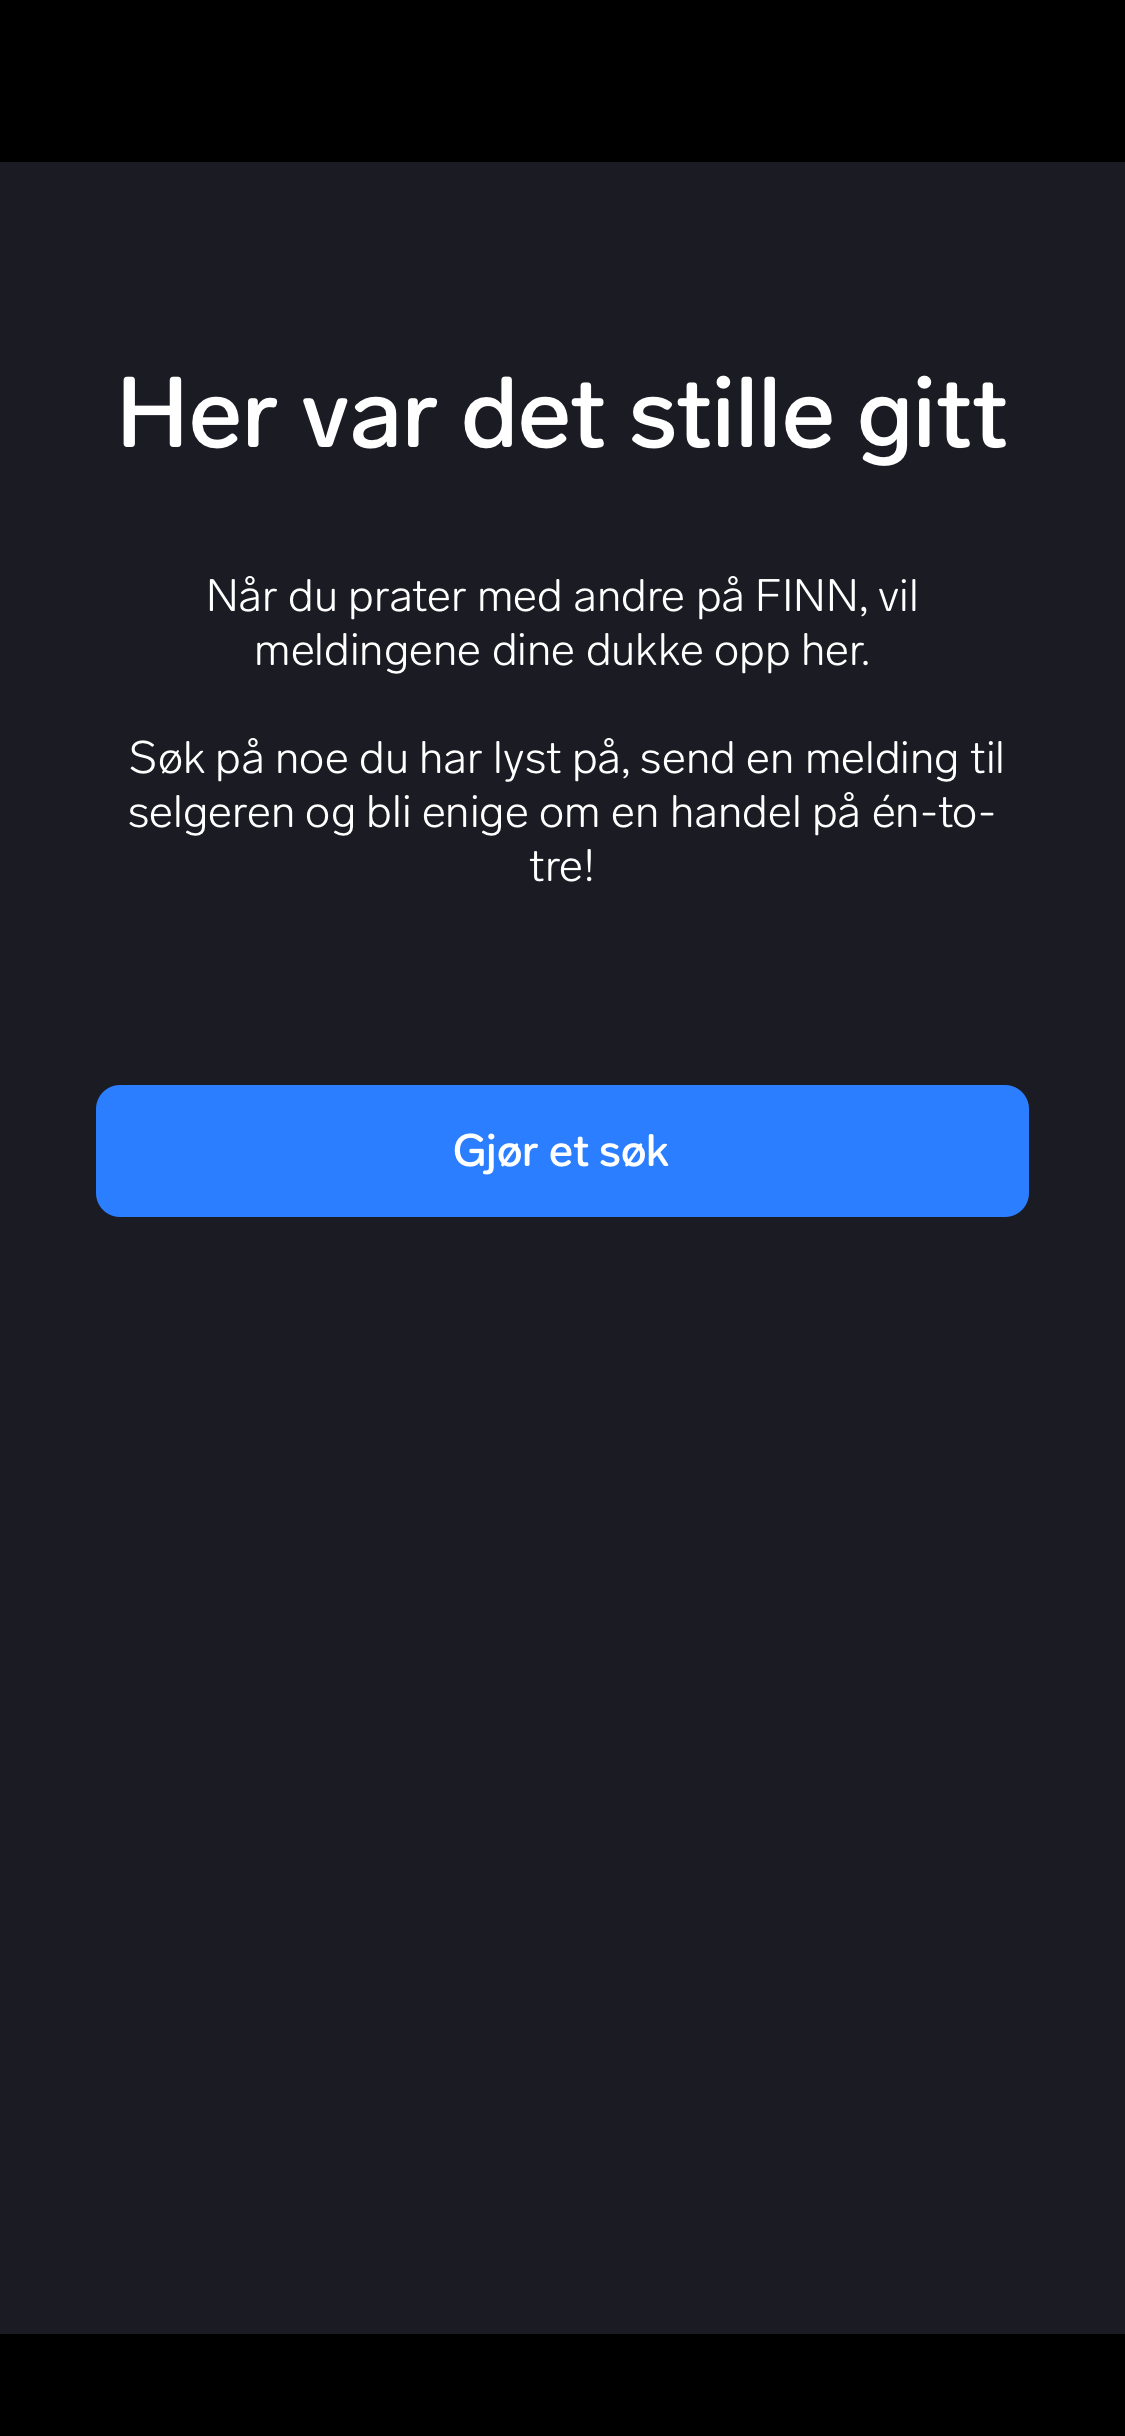 Her var det stille gitt
Når du prater med andre på FINN, vil
meldingene dine dukke opp her.
Søk på noe du har lyst på, send en melding til
selgeren og bli enige om en handel på én-to-
tre!
Gjør et søk